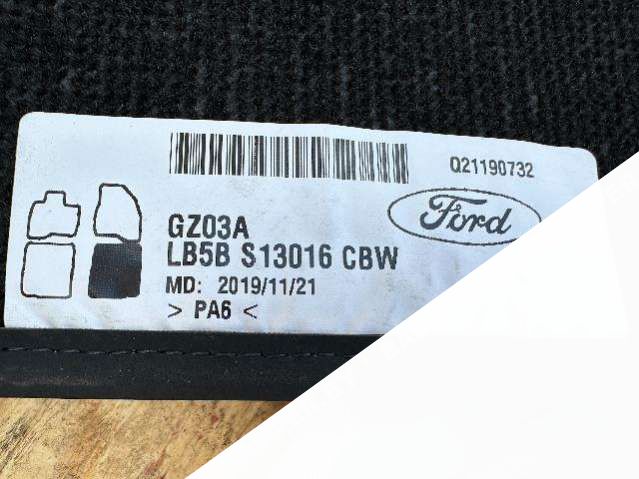 Q21190732
Ford
GZ03A
LB5B S13016 CBW
MD: 2019/11/21
> PA6 <